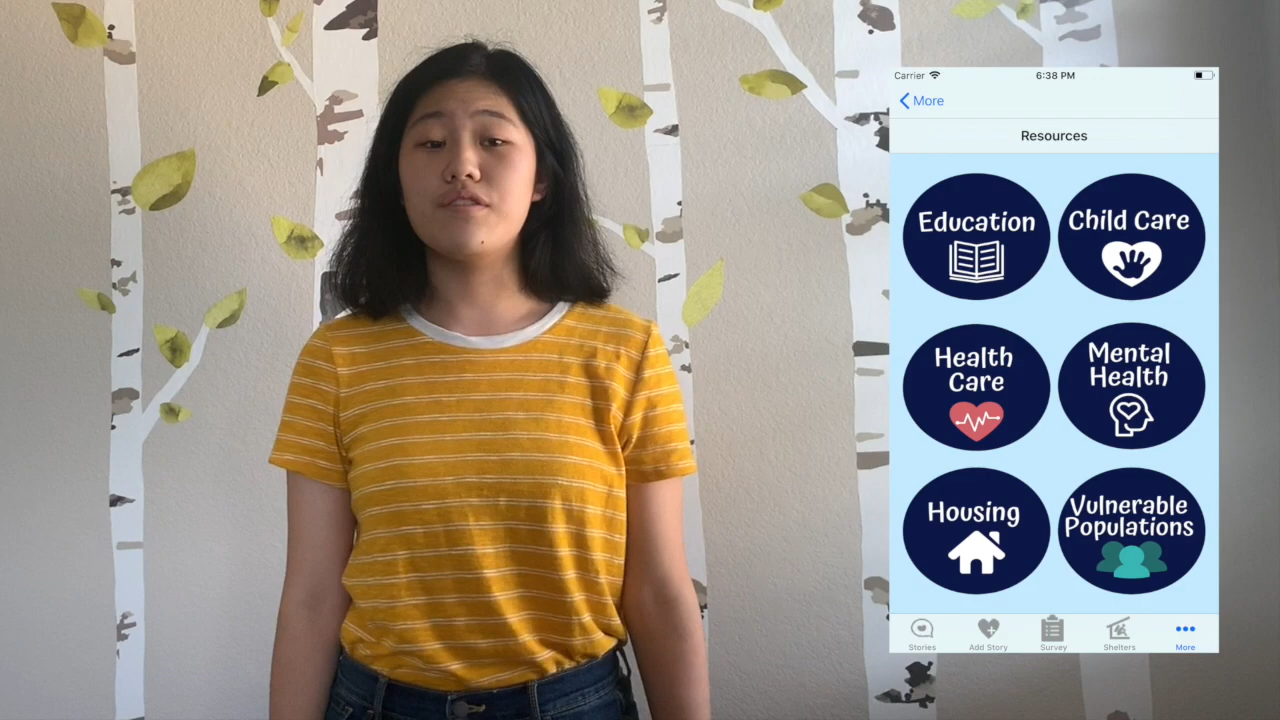 Carrier 6:38 PM
More
Resources
Education
Child Care
Health
Care
Mental
Health
Housing
Vulnerable
Populations
Stories Add Story Survey Shelters More